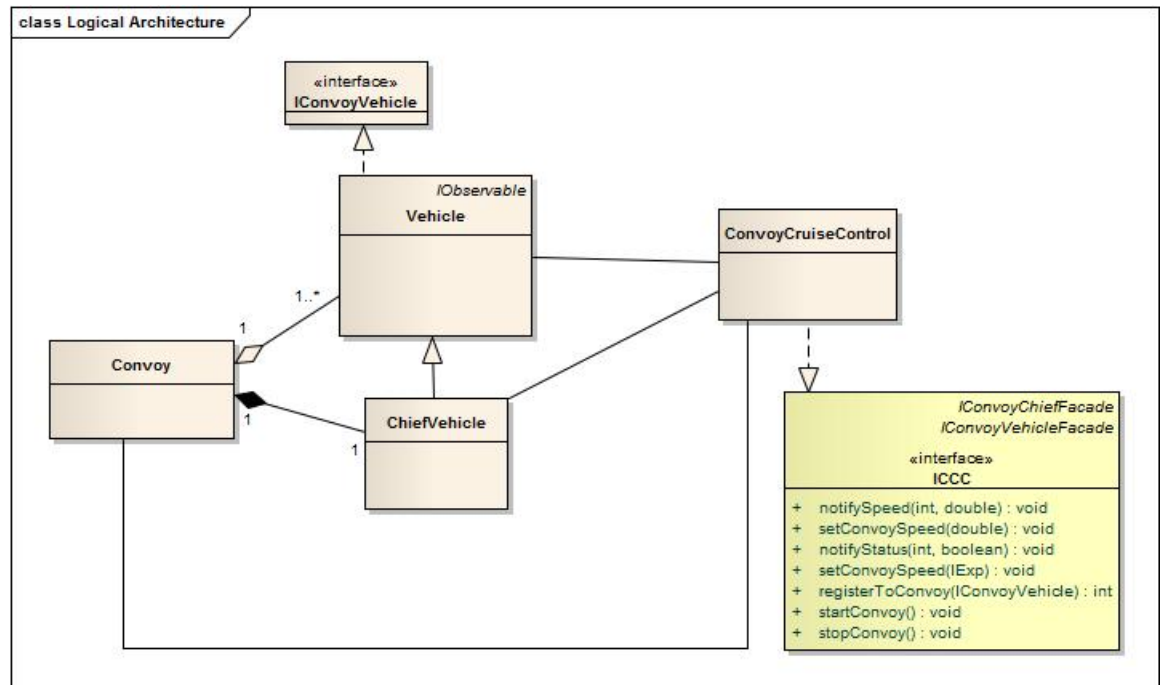 class Logical Architecture
«interface»
IConvoyVehicle
IObservable
Vehicle
ConvoyCruiseControl
1..*
1
Convoy
1
ChiefVehicle
1
IConvoyChiefFacade
IConvoyVehicleFacade
«interface»
ICCC
+ notifySpeed(int, double) : void
+ setConvoySpeed(double) : void
+ notifyStatus(int, boolean) : void
+ setConvoySpeed(IExp) : void
+ registerToConvoy(IConvoyVehicle) : int
+ startConvoy() : void
+ stopConvoy() : void